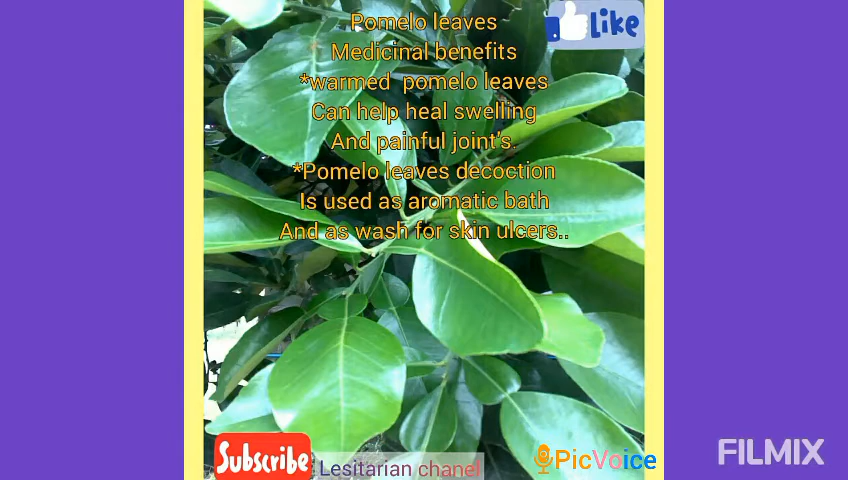 Pomelo leaves
Like
Medicinal benefits
*warmed pomelo leaves
Can help heal swelling
And painful joint's.
*Pomelo leaves decoction
Is used as aromatic bath
And as wash for skin ulcers..
Subscribe
Lesitarian chanel
PicVoice
FILMIX